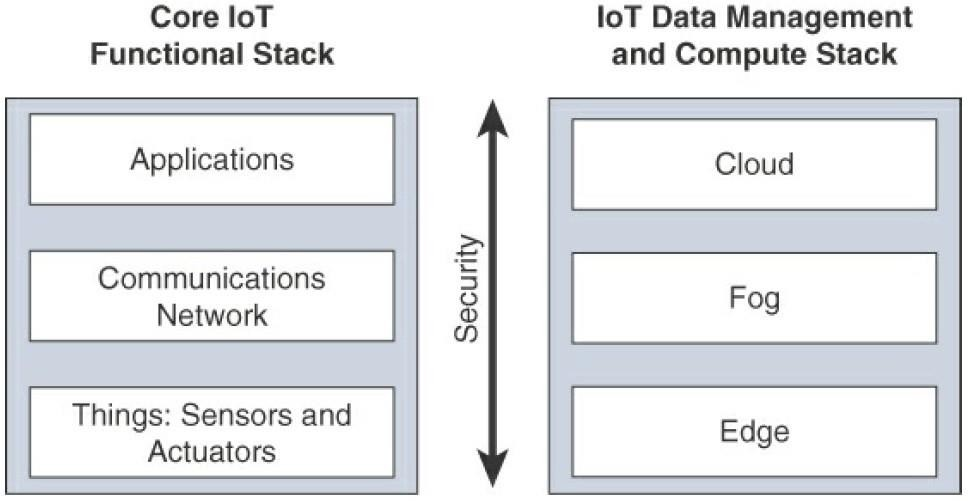 Core IoT
Functional Stack
Applications
Communications
Network
Things: Sensors and
Actuators
Security
IoT Data Management
and Compute Stack
Cloud
Fog
Edge